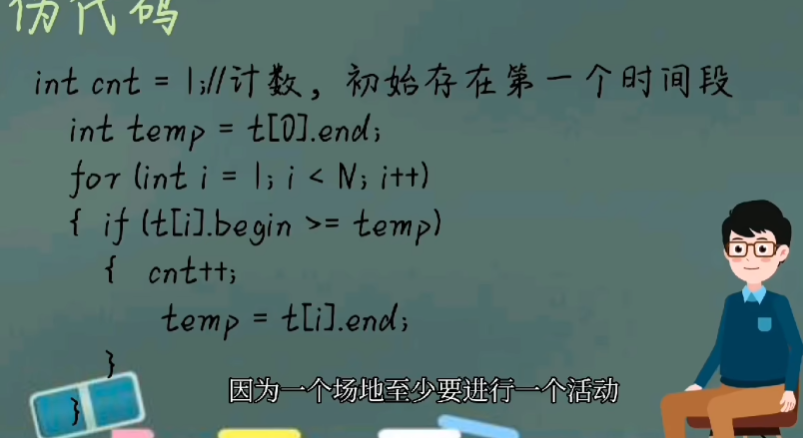 伪代码
int cnt = 1;//计数，初始存在第一个时间段
int temp = t[0].end;
for (int i = 1; i < N; i++)
{ if (t[i].begin >= temp)
{ cnt++;
temp = t[i].end;
}
}
因为一个场地至少要进行一个活动